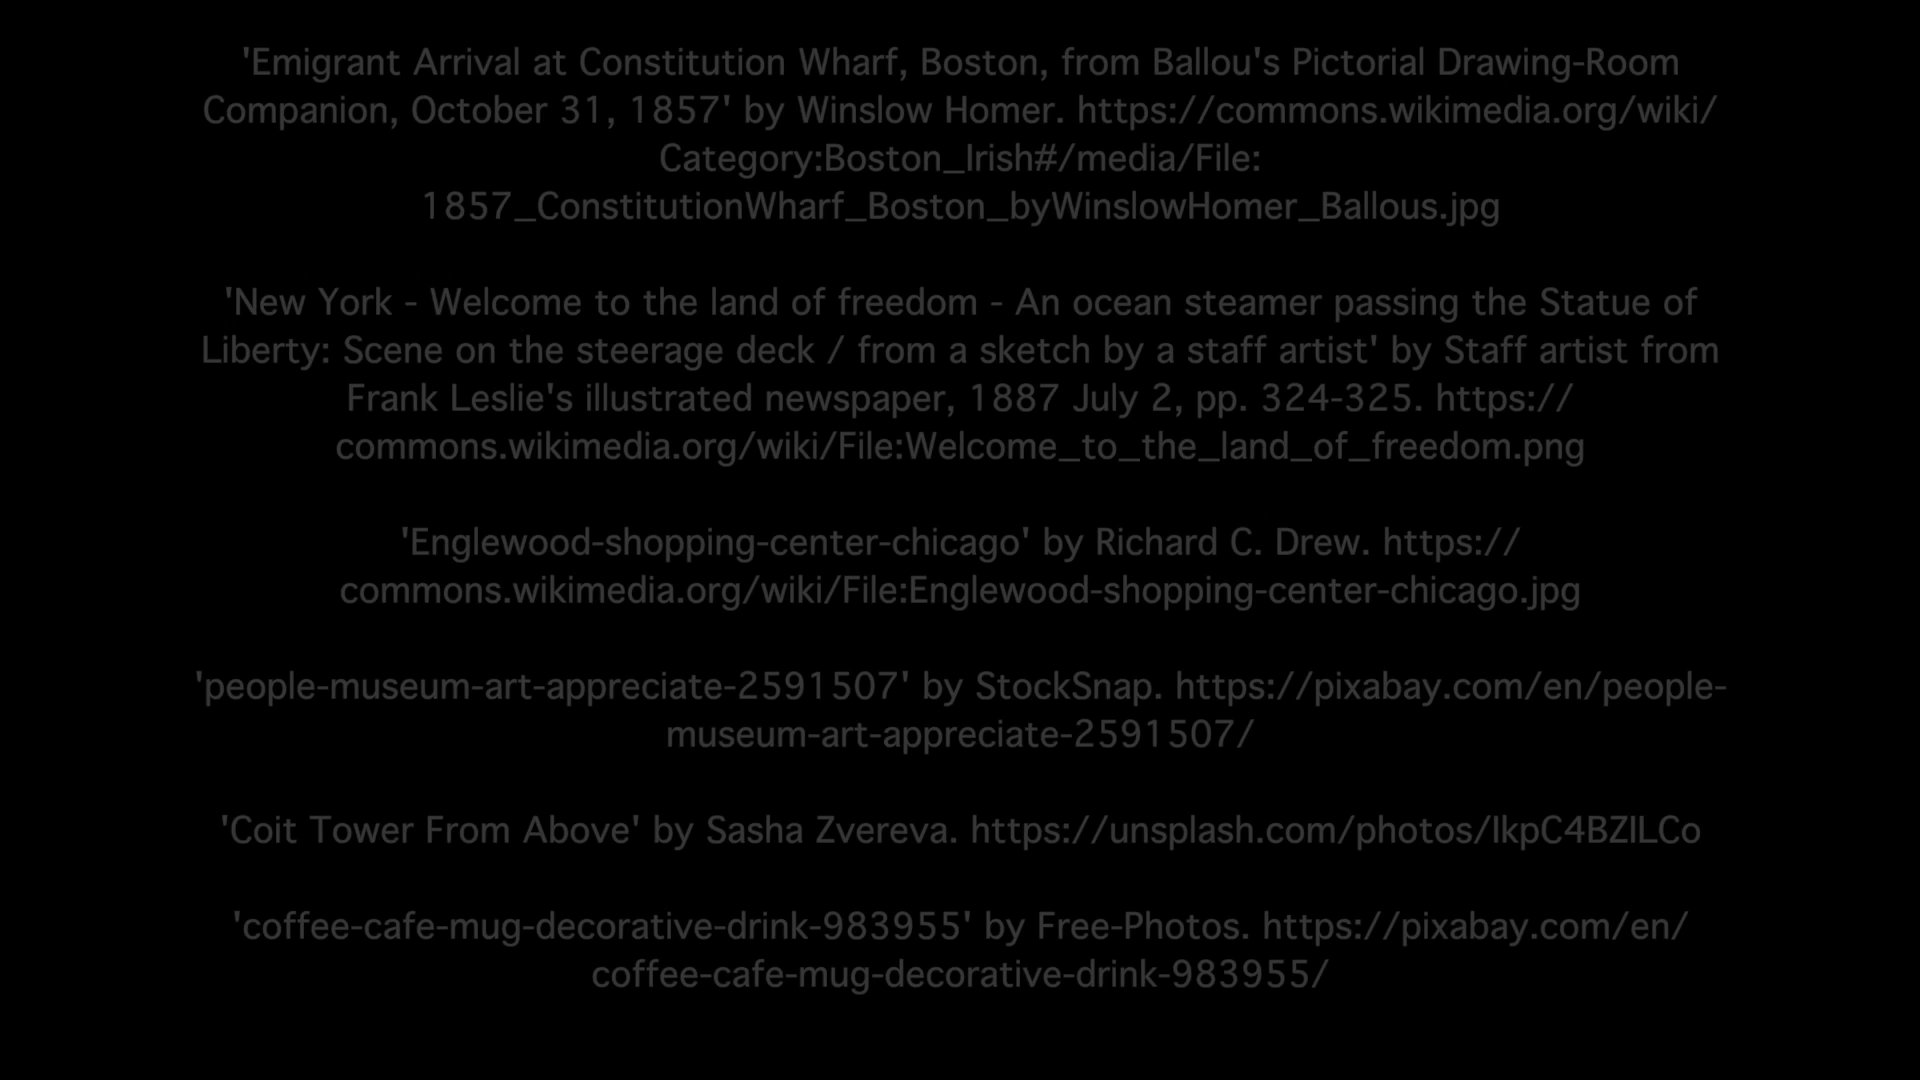 'Emigrant Arrival at Constitution Wharf, Boston, from Ballou's Pictorial Drawing-Room
Companion, October 31, 1857' by Winslow Homer. https://commons.wikimedia.org/wiki/
Category:Boston_Irish#/media/File:
1857_ConstitutionWharf_Boston_byWinslowHomer_Ballous.jpg
'New York - Welcome to the land of freedom - An ocean steamer passing the Statue of
Liberty: Scene on the steerage deck / from a sketch by a staff artist' by Staff artist from
Frank Leslie's illustrated newspaper, 1887 July 2, pp. 324-325. https://
commons.wikimedia.org/wiki/File:Welcome_to_the_land_of_freedom.png
'Englewood-shopping-center-chicago' by Richard C. Drew. https://
commons.wikimedia.org/wiki/File:Englewood-shopping-center-chicago.jpg
'people-museum-art-appreciate-2591507' by StockSnap. https://pixabay.com/en/people-
museum-art-appreciate-2591507/
'Coit Tower From Above' by Sasha Zvereva. https://unsplash.com/photos/IkpC4BZILCo
'coffee-cafe-mug-decorative-drink-983955' by Free-Photos. https://pixabay.com/en/
coffee-cafe-mug-decorative-drink-983955/